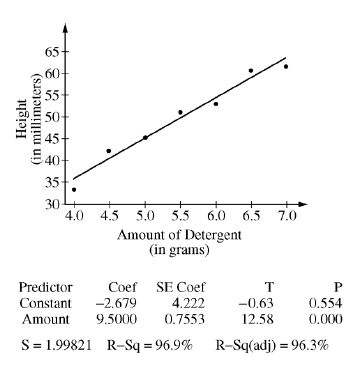 Height
(in millimeters)
65
60
55
50
45
40
35
30
4.0 4.5 5.0 5.5 6.0 6.5 7.0
Amount of Detergent
(in grams)
Predictor Coef SE Coef T P
Constant −2.679 4.222 −0.63 0.554
Amount 9.5000 0.7553 12.58 0.000
S = 1.99821 R–Sq = 96.9% R–Sq(adj) = 96.3%